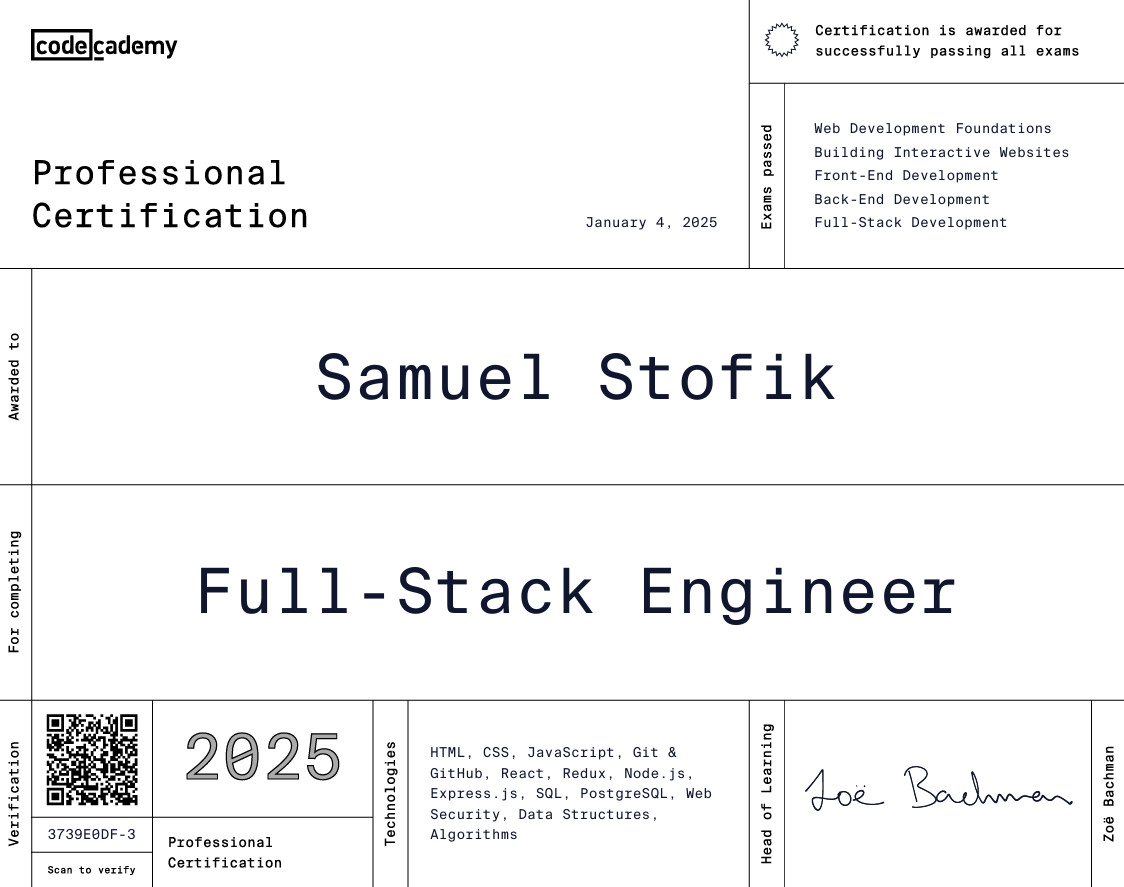 codecademy
Professional
Certification
January 4, 2025
Certification is awarded for
successfully passing all exams
Exams passed
Web Development Foundations
Building Interactive Websites
Front-End Development
Back-End Development
Full-Stack Development
Awarded to
Samuel Stofik
For completing
Full-Stack Engineer
Verification
3739E0DF-3
Scan to verify
2025
Professional
Certification
Technologies
HTML, CSS, JavaScript, Git &
GitHub, React, Redux, Node.js,
Express.js, SQL, PostgreSQL, Web
Security, Data Structures,
Algorithms
Head of Learning
Zoë Bachman
Zoë Bachman